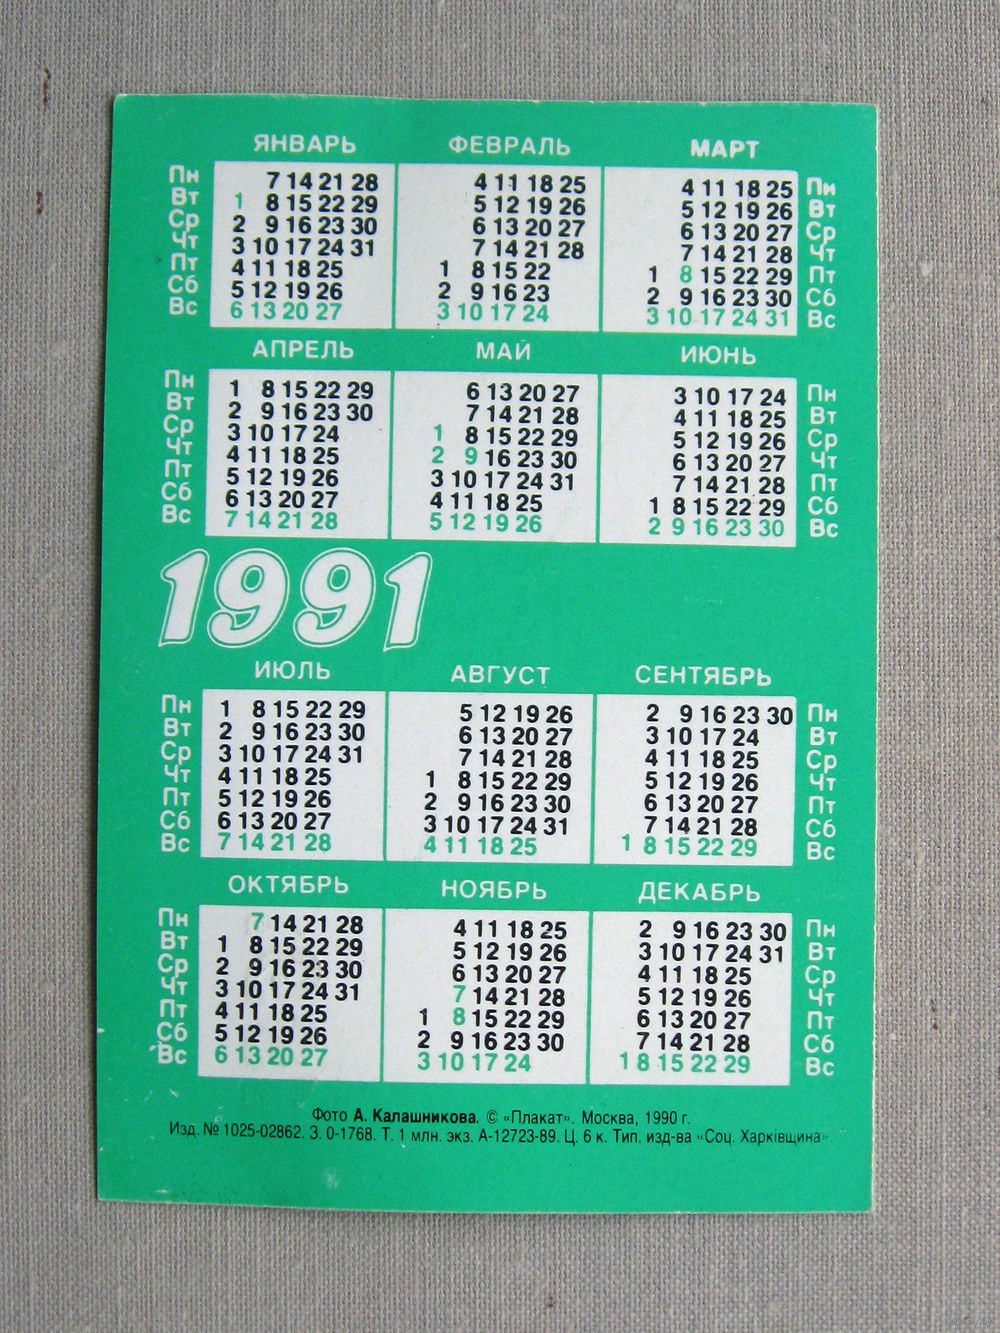 ЯНВАРЬ ФЕВРАЛЬ МАРТ
Пн 7 14 21 28 4 11 18 25 4 11 18 25 Пн
Вт 1 8 15 22 29 5 12 19 26 5 12 19 26 Вт
Ср 2 9 16 23 30 6 13 20 27 6 13 20 27 Ср
Чт 3 10 17 24 31 7 14 21 28 7 14 21 28 Чт
Пт 4 11 18 25 1 8 15 22 1 8 15 22 29 Пт
Сб 5 12 19 26 2 9 16 23 2 9 16 23 30 Сб
Вс 6 13 20 27 3 10 17 24 3 10 17 24 31 Вс
АПРЕЛЬ МАЙ ИЮНЬ
Пн 1 8 15 22 29 6 13 20 27 3 10 17 24 Пн
Вт 2 9 16 23 30 7 14 21 28 4 11 18 25 Вт
Ср 3 10 17 24 1 8 15 22 29 5 12 19 26 Ср
Чт 4 11 18 25 2 9 16 23 30 6 13 20 27 Чт
Пт 5 12 19 26 3 10 17 24 31 7 14 21 28 Пт
Сб 6 13 20 27 4 11 18 25 1 8 15 22 29 Сб
Вс 7 14 21 28 5 12 19 26 2 9 16 23 30 Вс
1991
ИЮЛЬ АВГУСТ СЕНТЯБРЬ
Пн 1 8 15 22 29 5 12 19 26 2 9 16 23 30 Пн
Вт 2 9 16 23 30 6 13 20 27 3 10 17 24 Вт
Ср 3 10 17 24 31 7 14 21 28 4 11 18 25 Ср
Чт 4 11 18 25 1 8 15 22 29 5 12 19 26 Чт
Пт 5 12 19 26 2 9 16 23 30 6 13 20 27 Пт
Сб 6 13 20 27 3 10 17 24 31 7 14 21 28 Сб
Вс 7 14 21 28 4 11 18 25 1 8 15 22 29 Вс
ОКТЯБРЬ НОЯБРЬ ДЕКАБРЬ
Пн 7 14 21 28 4 11 18 25 2 9 16 23 30 Пн
Вт 1 8 15 22 29 5 12 19 26 3 10 17 24 31 Вт
Ср 2 9 16 23 30 6 13 20 27 4 11 18 25 Ср
Чт 3 10 17 24 31 7 14 21 28 5 12 19 26 Чт
Пт 4 11 18 25 1 8 15 22 29 6 13 20 27 Пт
Сб 5 12 19 26 2 9 16 23 30 7 14 21 28 Сб
Вс 6 13 20 27 3 10 17 24 1 8 15 22 29 Вс
Фото А. Калашникова. © «Плакат». Москва, 1990 г.
Изд. № 1025-02862. З. 0-1768. Т. 1 млн. экз. А-12723-89. Ц. 6 к. Тип. изд-ва «Соц. Харкiвщина».